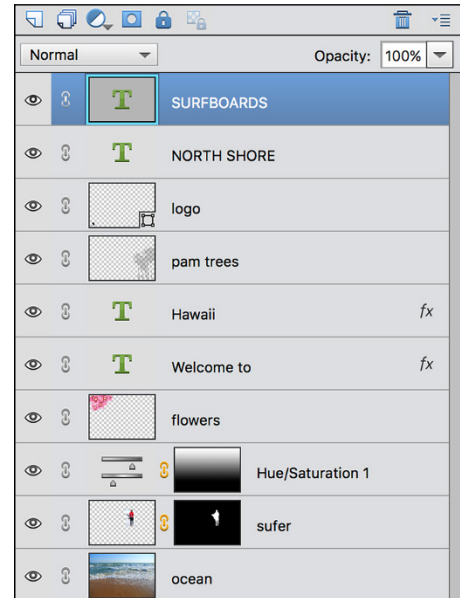 Normal
Opacity: 100%
SURFBOARDS
NORTH SHORE
logo
pam trees
Hawaii fx
Welcome to fx
flowers
Hue/Saturation 1
sufer
ocean